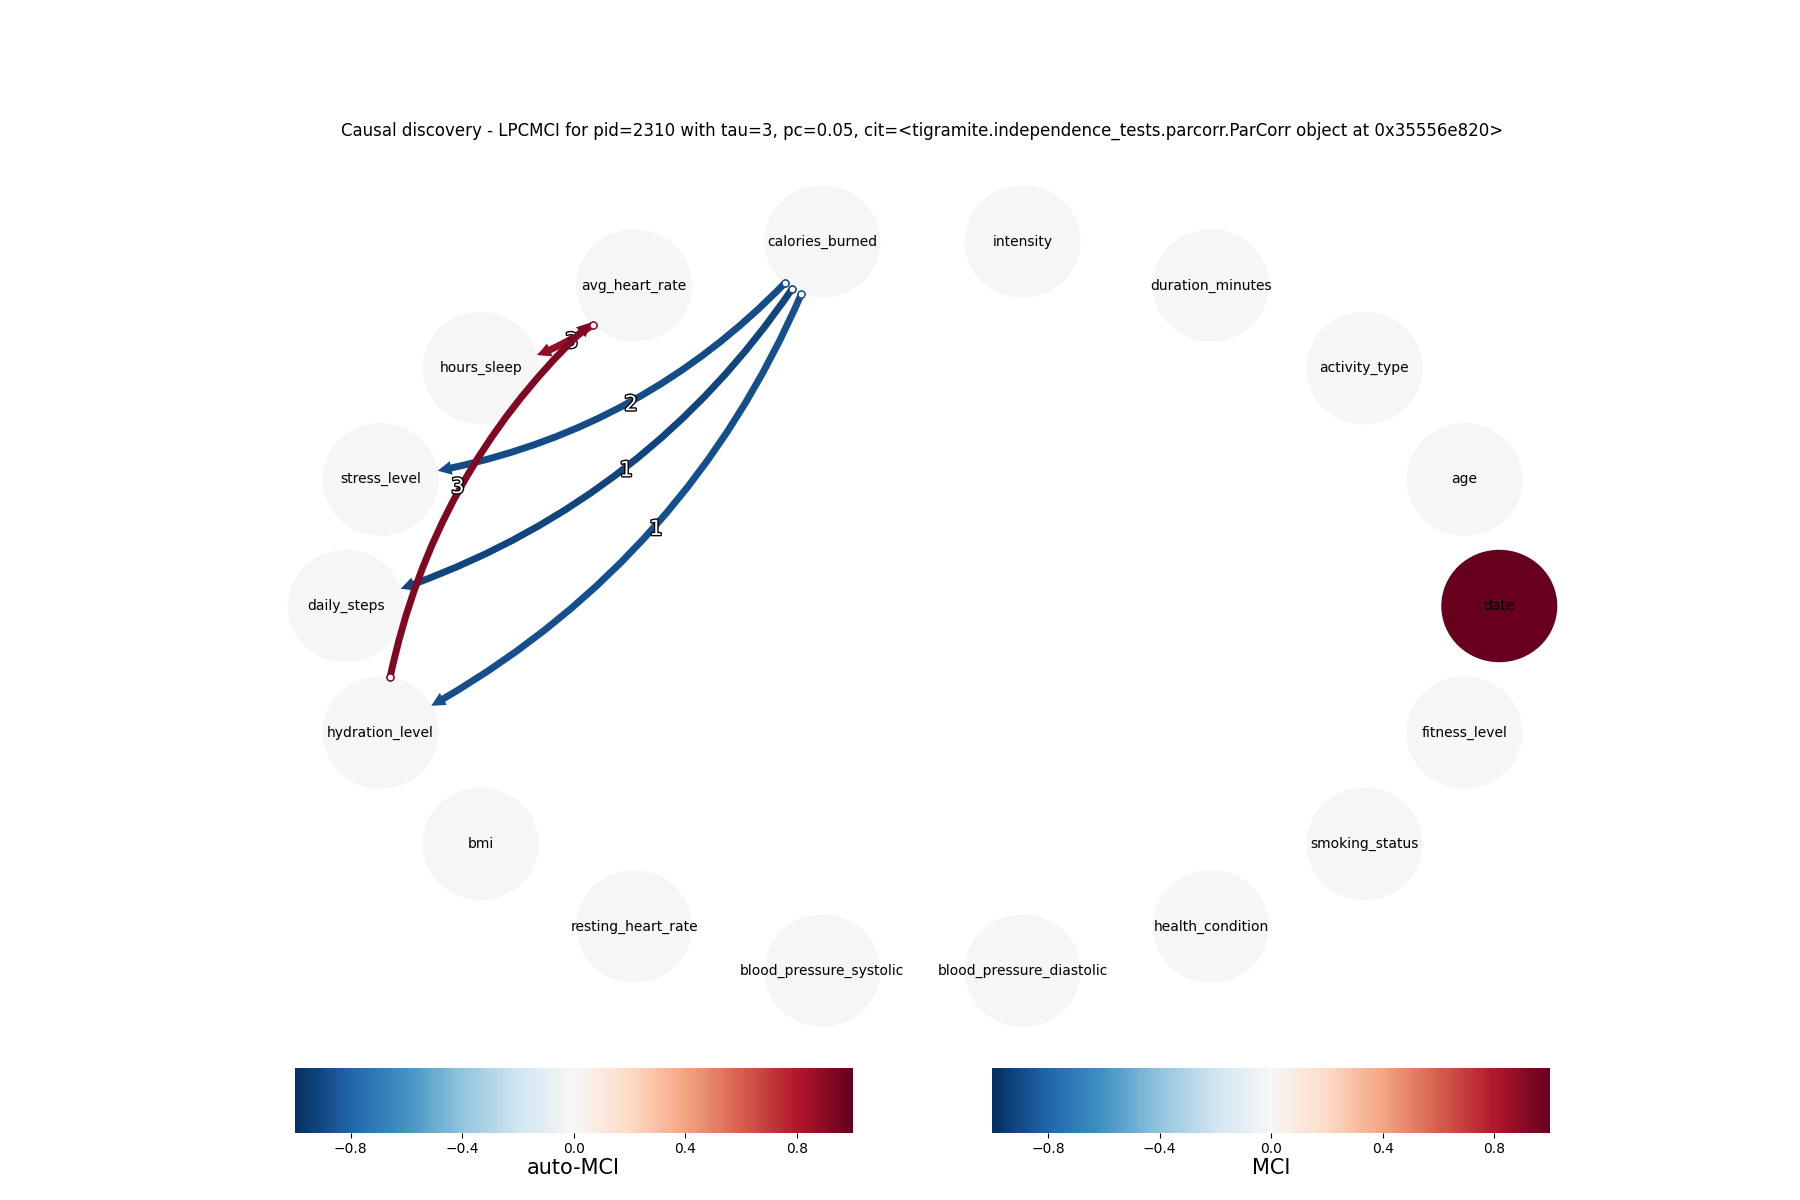 Causal discovery - LPCMCI for pid=2310 with tau=3, pc=0.05, cit=<tigramite.independence_tests.parcorr.ParCorr object at 0x35556e820>
calories_burned
intensity
avg_heart_rate
duration_minutes
3
hours_sleep
activity_type
2
1
stress_level
3
age
1
daily_steps
date
hydration_level
fitness_level
bmi
smoking_status
resting_heart_rate
health_condition
blood_pressure_systolic
blood_pressure_diastolic
−0.8 −0.4 0.0 0.4 0.8
auto-MCI
−0.8 −0.4 0.0 0.4 0.8
MCI